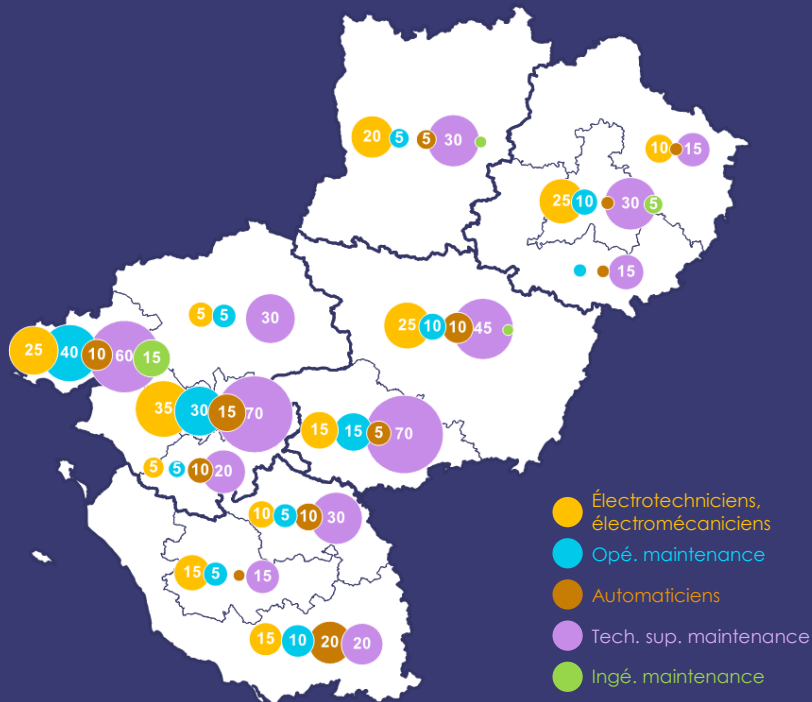 20 5 5 30
10 15
25 10 30 5
15
5 5 30
25 10 10 45
25 40 10 60 15
35 30 15 70
15 15 5 70
5 5 10 20
10 5 10 30
15 5 15
15 10 20 20
Électrotechniciens,
électromécaniciens
Opé. maintenance
Automaticiens
Tech. sup. maintenance
Ingé. maintenance